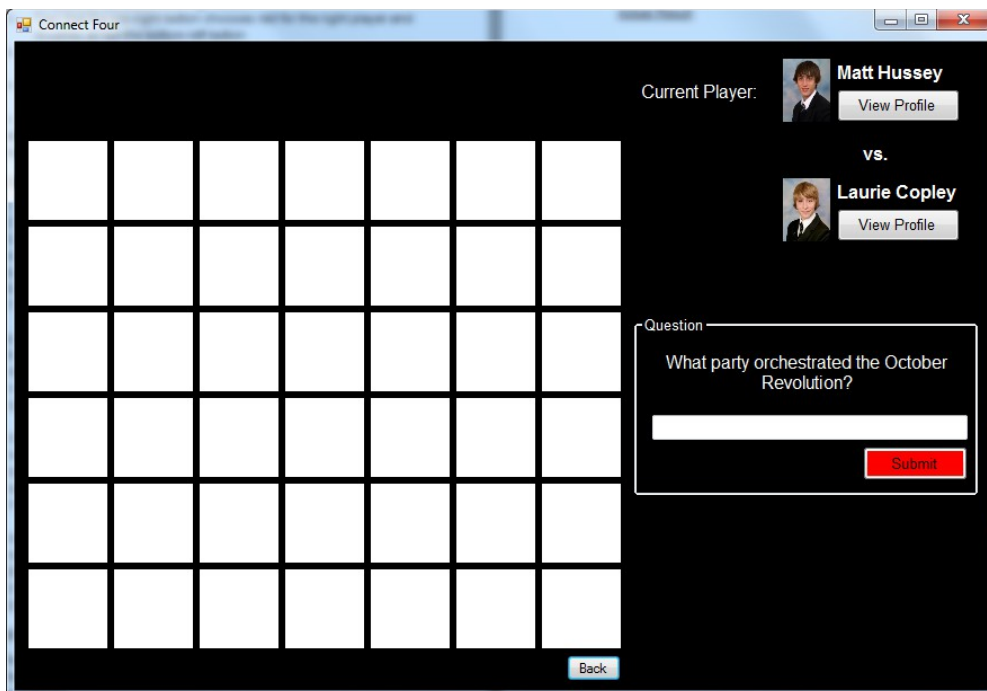 Connect Four
Current Player:
Matt Hussey
View Profile
vs.
Laurie Copley
View Profile
Question
What party orchestrated the October
Revolution?
Submit
Back